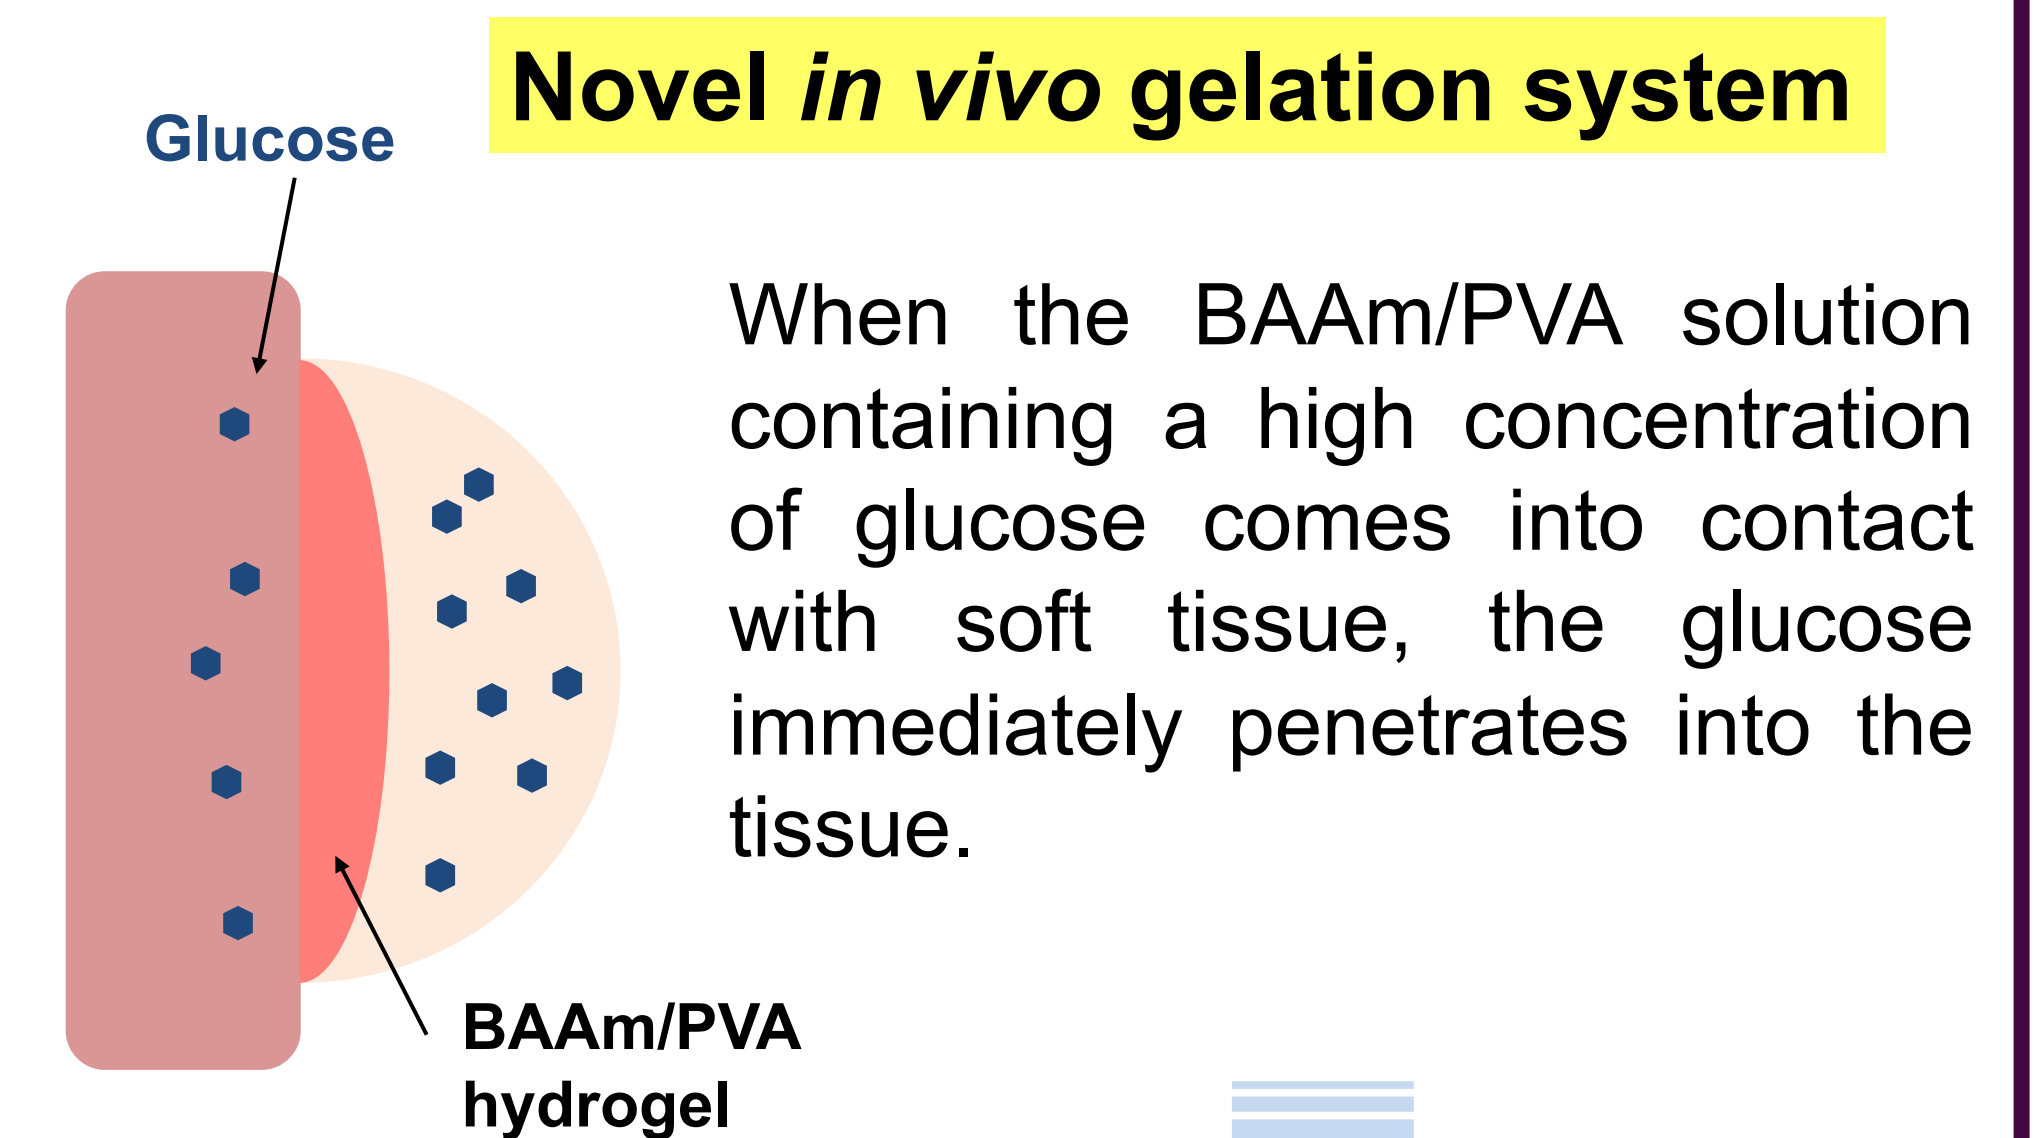 Novel in vivo gelation system
Glucose
When the BAAm/PVA solution
containing a high concentration
of glucose comes into contact
with soft tissue, the glucose
immediately penetrates into the
tissue.
BAAm/PVA
hydrogel